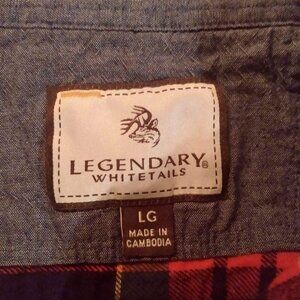 LEGENDARY®
WHITETAILS
LG
MADE IN
CAMBODIA